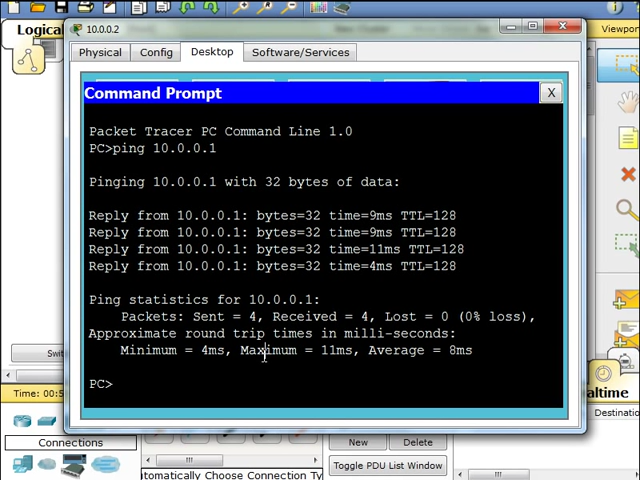 Logical
Viewport
10.0.0.2
Physical
Config
Desktop
Software/Services
Command Prompt
X
Packet Tracer PC Command Line 1.0
PC>ping 10.0.0.1
Pinging 10.0.0.1 with 32 bytes of data:
Reply from 10.0.0.1: bytes=32 time=9ms TTL=128
Reply from 10.0.0.1: bytes=32 time=9ms TTL=128
Reply from 10.0.0.1: bytes=32 time=11ms TTL=128
Reply from 10.0.0.1: bytes=32 time=4ms TTL=128
Ping statistics for 10.0.0.1:
Packets: Sent = 4, Received = 4, Lost = 0 (0% loss),
Approximate round trip times in milli-seconds:
Minimum = 4ms, Maximum = 11ms, Average = 8ms
PC>
Swit
Time: 00:5
ealtime
Destinatio
Connections
New
Delete
Toggle PDU List Window
utomatically Choose Connection Ty